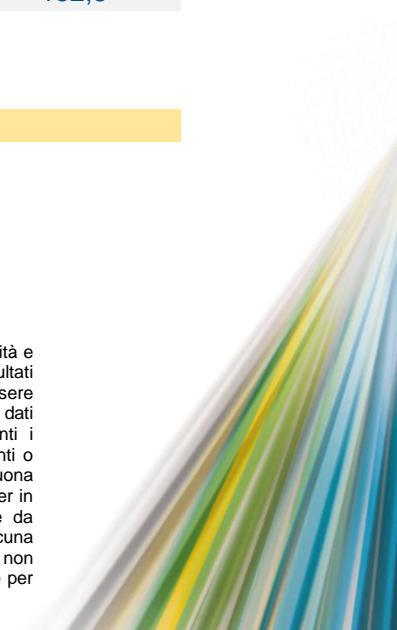 ità e
ultati
sere
dati
nti i
nti o
uona
er in
e da
cuna
non
per